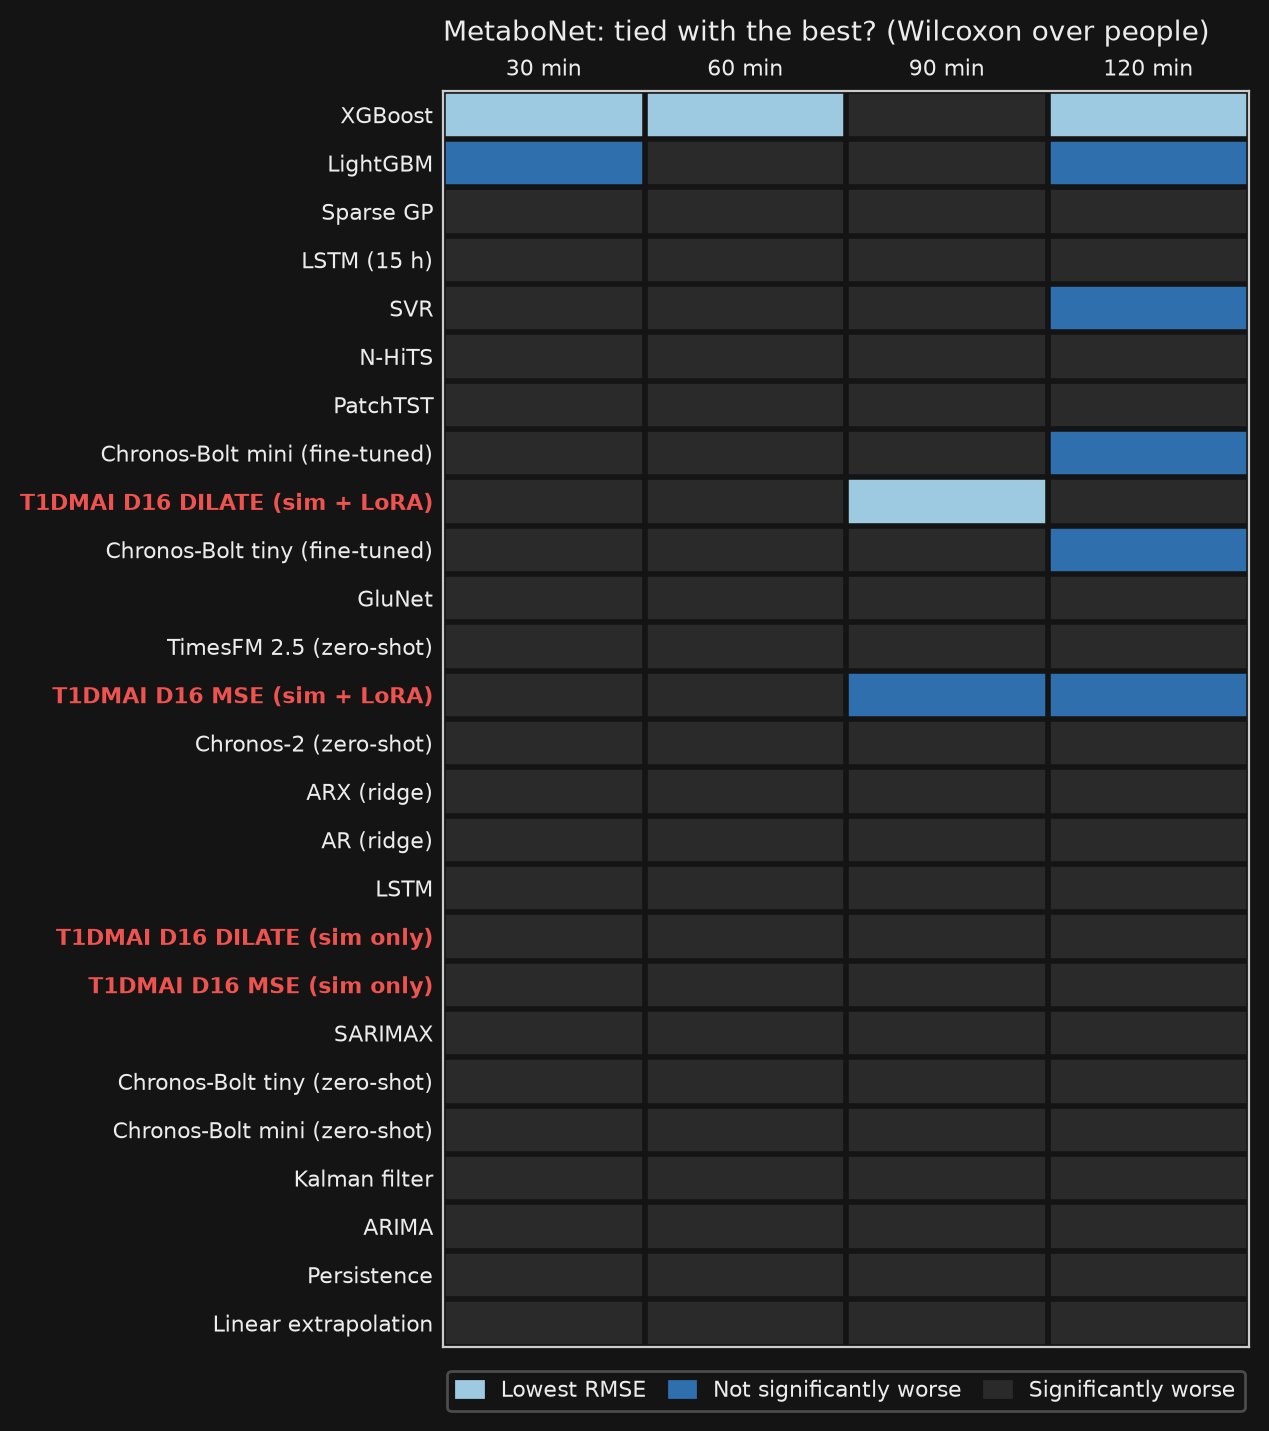 MetaboNet: tied with the best? (Wilcoxon over people)
30 min 60 min 90 min 120 min
XGBoost
LightGBM
Sparse GP
LSTM (15 h)
SVR
N-HiTS
PatchTST
Chronos-Bolt mini (fine-tuned)
T1DMAI D16 DILATE (sim + LoRA)
Chronos-Bolt tiny (fine-tuned)
GluNet
TimesFM 2.5 (zero-shot)
T1DMAI D16 MSE (sim + LoRA)
Chronos-2 (zero-shot)
ARX (ridge)
AR (ridge)
LSTM
T1DMAI D16 DILATE (sim only)
T1DMAI D16 MSE (sim only)
SARIMAX
Chronos-Bolt tiny (zero-shot)
Chronos-Bolt mini (zero-shot)
Kalman filter
ARIMA
Persistence
Linear extrapolation
Lowest RMSE Not significantly worse Significantly worse